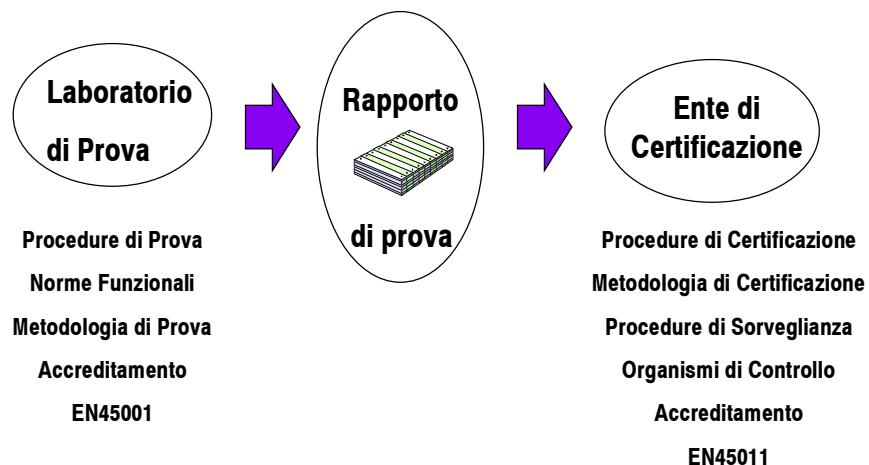 Laboratorio
di Prova
Rapporto
di prova
Ente di
Certificazione
Procedure di Prova
Norme Funzionali
Metodologia di Prova
Accreditamento
EN45001
Procedure di Certificazione
Metodologia di Certificazione
Procedure di Sorveglianza
Organismi di Controllo
Accreditamento
EN45011